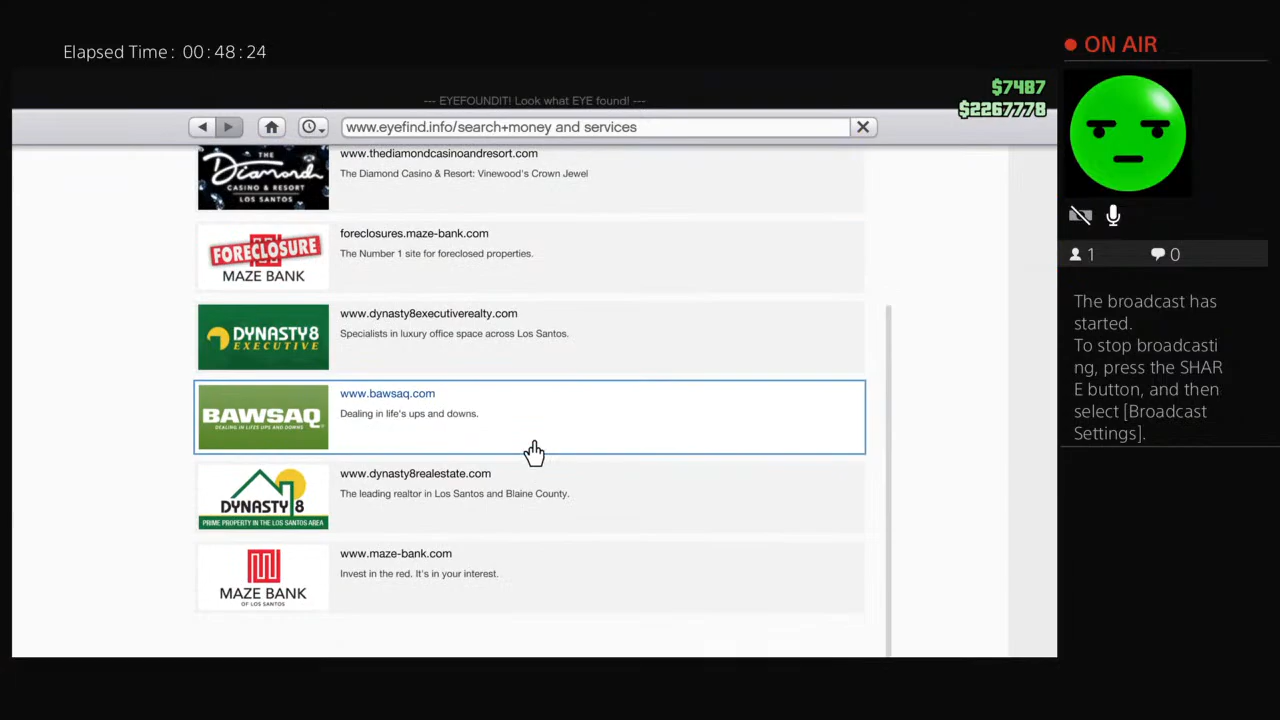 Elapsed Time: 00:48:24
ON AIR
--- EYEFOUNDIT! Look what EYE found! ---
$7487
$2267778
www.eyefind.info/search+money and services
THE
Diamond
CASINO & RESORT
LOS SANTOS
www.thediamondcasinoandresort.com
The Diamond Casino & Resort: Vinewood's Crown Jewel
FORECLOSURE
MAZE BANK
foreclosures.maze-bank.com
The Number 1 site for foreclosed properties.
DYNASTY8
EXECUTIVE
www.dynasty8executiverealty.com
Specialists in luxury office space across Los Santos.
BAWSAQ
DEALING IN LIFE'S UPS AND DOWNS
www.bawsaq.com
Dealing in life's ups and downs.
DYNASTY 8
PRIME PROPERTY IN THE LOS SANTOS AREA
www.dynasty8realestate.com
The leading realtor in Los Santos and Blaine County.
MAZE BANK
OF LOS SANTOS
www.maze-bank.com
Invest in the red. It's in your interest.
1
0
The broadcast has
started.
To stop broadcasti
ng, press the SHAR
E button, and then
select [Broadcast
Settings].